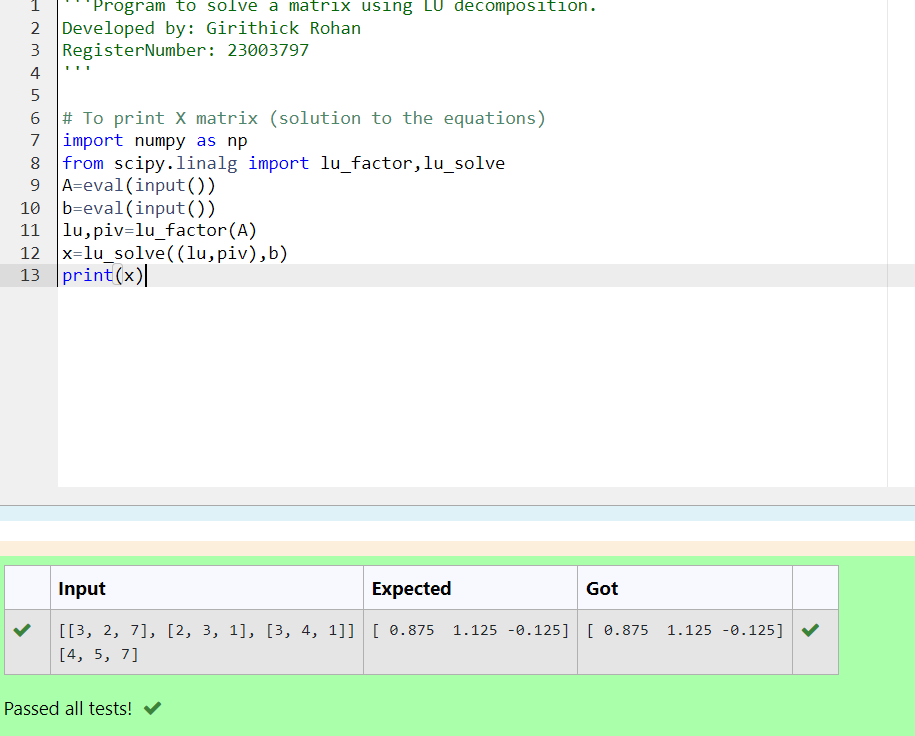 1 '''Program to solve a matrix using LU decomposition.
2 Developed by: Girithick Rohan
3 RegisterNumber: 23003797
4 '''
5
6 # To print X matrix (solution to the equations)
7 import numpy as np
8 from scipy.linalg import lu_factor,lu_solve
9 A=eval(input())
10 b=eval(input())
11 lu,piv=lu_factor(A)
12 x=lu_solve((lu,piv),b)
13 print(x)
Input Expected Got
[[3, 2, 7], [2, 3, 1], [3, 4, 1]] [ 0.875  1.125 -0.125] [ 0.875  1.125 -0.125]
[4, 5, 7]
Passed all tests!